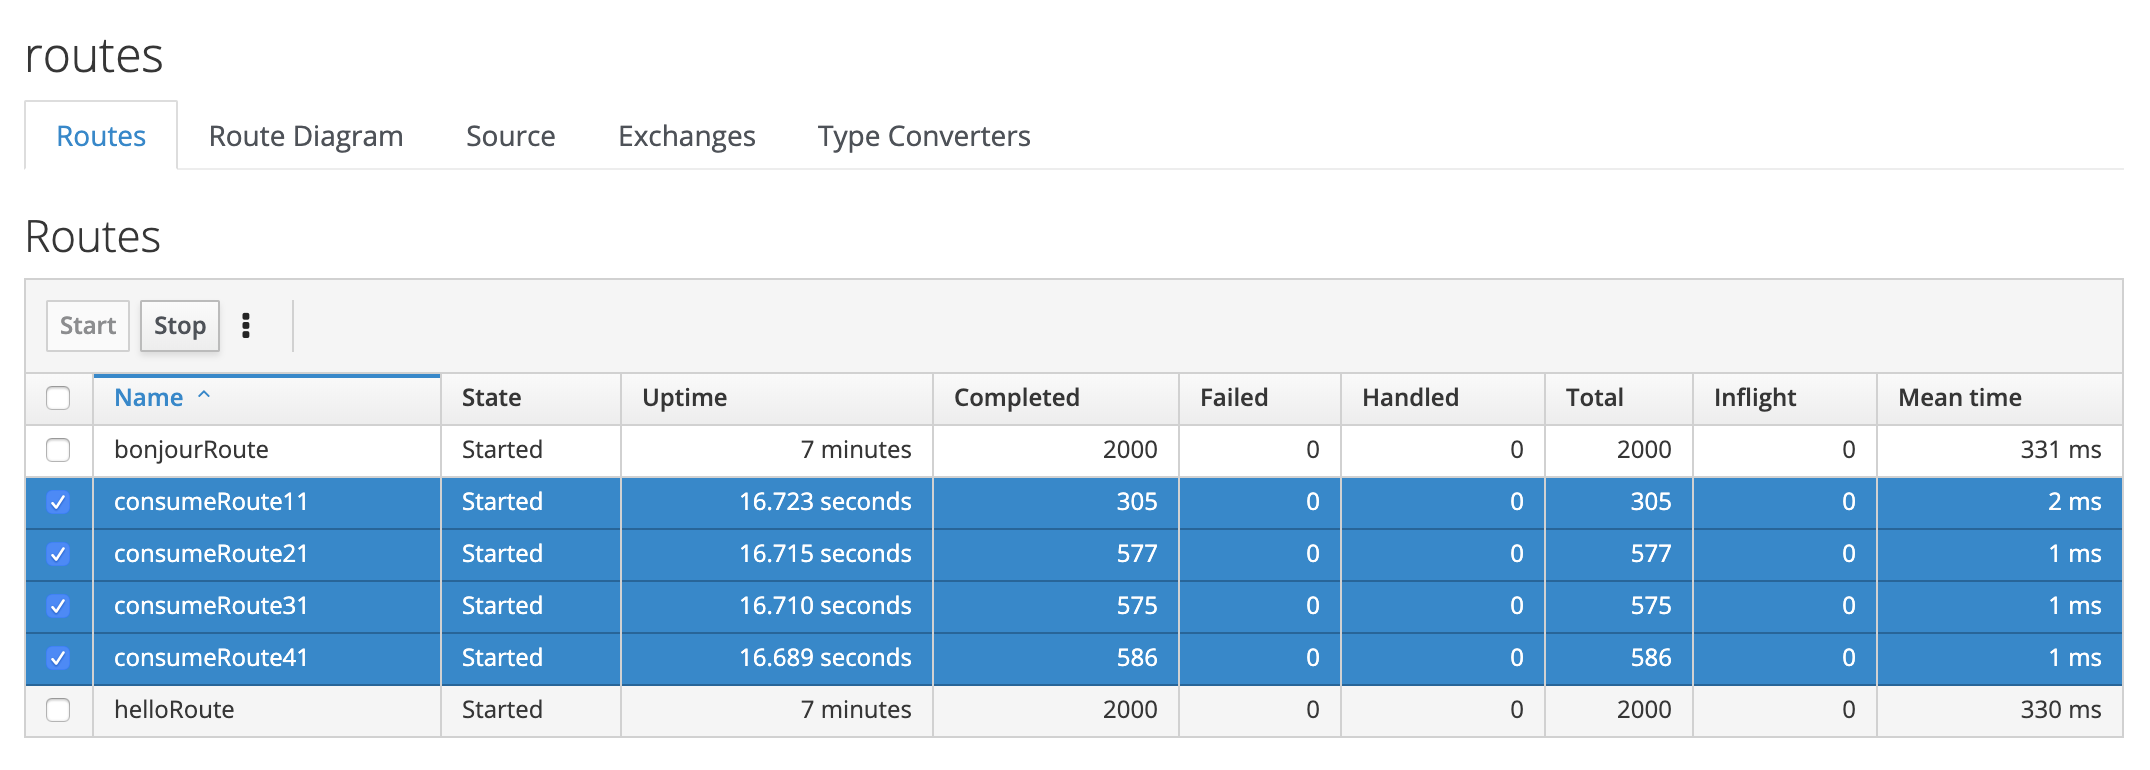 routes
Routes Route Diagram Source Exchanges Type Converters
Routes
Start Stop
Name State Uptime Completed Failed Handled Total Inflight Mean time
bonjourRoute Started 7 minutes 2000 0 0 2000 0 331 ms
consumeRoute11 Started 16.723 seconds 305 0 0 305 0 2 ms
consumeRoute21 Started 16.715 seconds 577 0 0 577 0 1 ms
consumeRoute31 Started 16.710 seconds 575 0 0 575 0 1 ms
consumeRoute41 Started 16.689 seconds 586 0 0 586 0 1 ms
helloRoute Started 7 minutes 2000 0 0 2000 0 330 ms